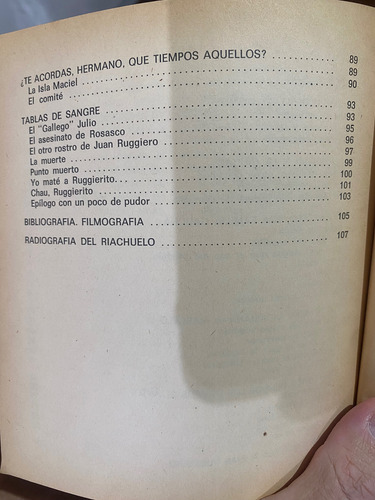 ¿TE ACORDAS, HERMANO, QUE TIEMPOS AQUELLOS? . . . . . . . . . . . . . 89
La Isla Maciel . . . . . . . . . . . . . . . . . . . . . . . . . . . . . . . . . . . . . . 89
El comité . . . . . . . . . . . . . . . . . . . . . . . . . . . . . . . . . . . . . . . . . 90
TABLAS DE SANGRE . . . . . . . . . . . . . . . . . . . . . . . . . . . . . . . . 93
El "Gallego" Julio . . . . . . . . . . . . . . . . . . . . . . . . . . . . . . . . . . . 93
El asesinato de Rosasco . . . . . . . . . . . . . . . . . . . . . . . . . . . . . . 95
El otro rostro de Juan Ruggiero . . . . . . . . . . . . . . . . . . . . . . . . 96
La muerte . . . . . . . . . . . . . . . . . . . . . . . . . . . . . . . . . . . . . . . . 97
Punto muerto . . . . . . . . . . . . . . . . . . . . . . . . . . . . . . . . . . . . . 99
Yo maté a Ruggierito. . . . . . . . . . . . . . . . . . . . . . . . . . . . . . . . 100
Chau, Ruggierito . . . . . . . . . . . . . . . . . . . . . . . . . . . . . . . . . . . 101
Epílogo con un poco de pudor . . . . . . . . . . . . . . . . . . . . . . . . . 103
BIBLIOGRAFIA. FILMOGRAFIA . . . . . . . . . . . . . . . . . . . . . . . . 105
RADIOGRAFIA DEL RIACHUELO . . . . . . . . . . . . . . . . . . . . . . . 107